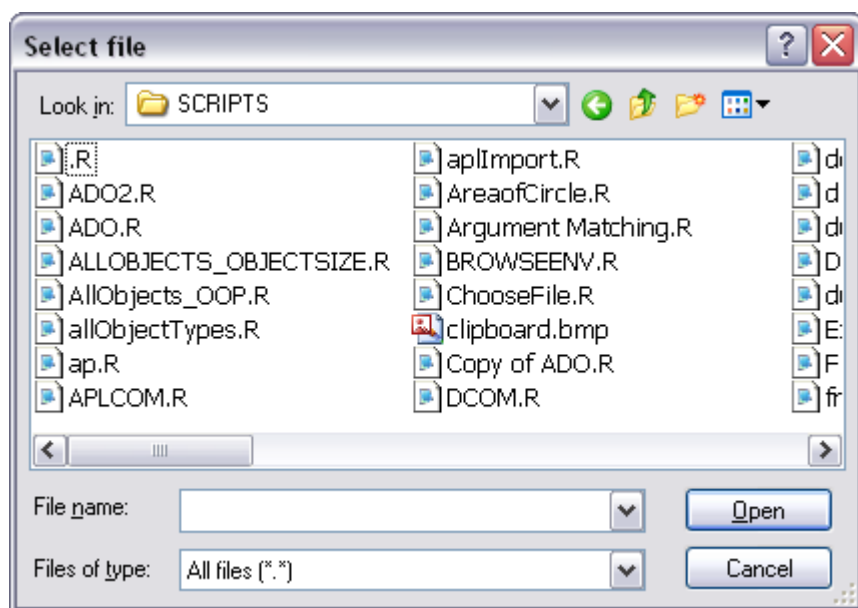 Select file
?
Look in: SCRIPTS
.R
ADO2.R
ADO.R
ALLOBJECTS_OBJECTSIZE.R
AllObjects_OOP.R
allObjectTypes.R
ap.R
APLCOM.R
aplImport.R
AreaofCircle.R
Argument Matching.R
BROWSEENV.R
ChooseFile.R
clipboard.bmp
Copy of ADO.R
DCOM.R
File name:
Open
Files of type: All files (*.*)
Cancel